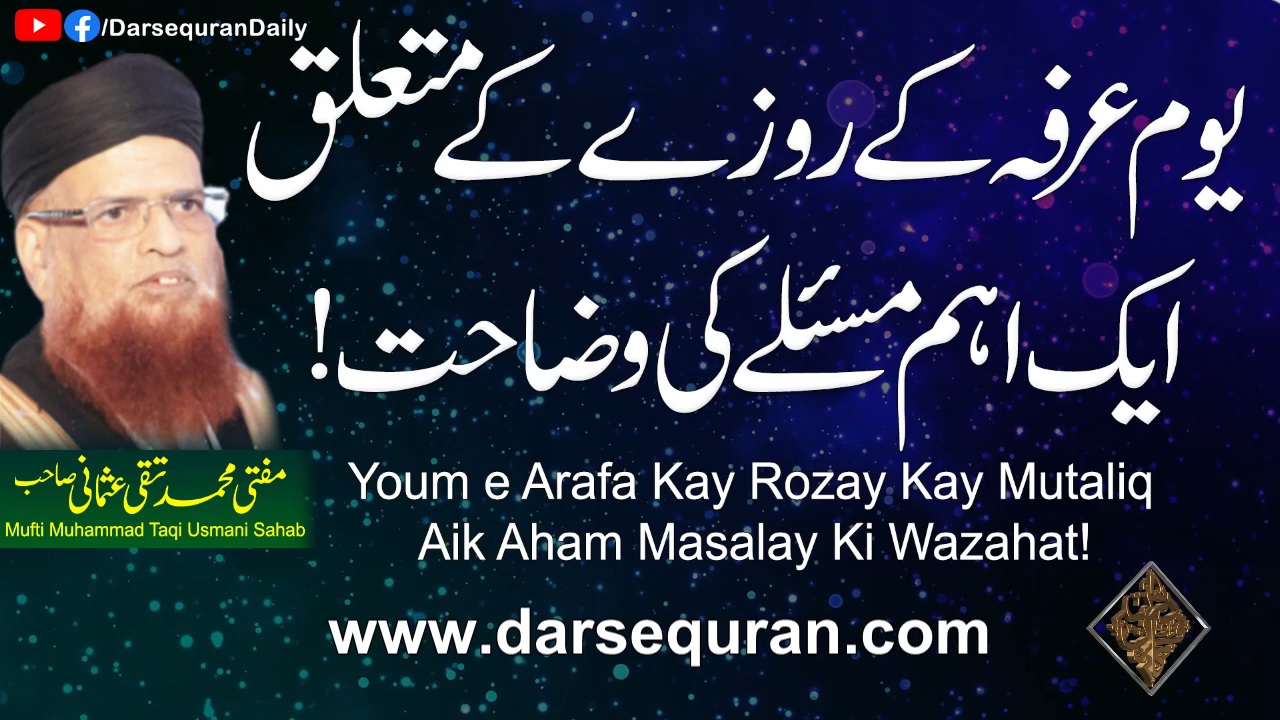 /DarsequranDaily
یوم عرفہ کے روزے کے متعلق
ایک اہم مسئلے کی وضاحت!
مفتی محمد تقی عثمانی صاحب
Mufti Muhammad Taqi Usmani Sahab
Youm e Arafa Kay Rozay Kay Mutaliq
Aik Aham Masalay Ki Wazahat!
www.darsequran.com